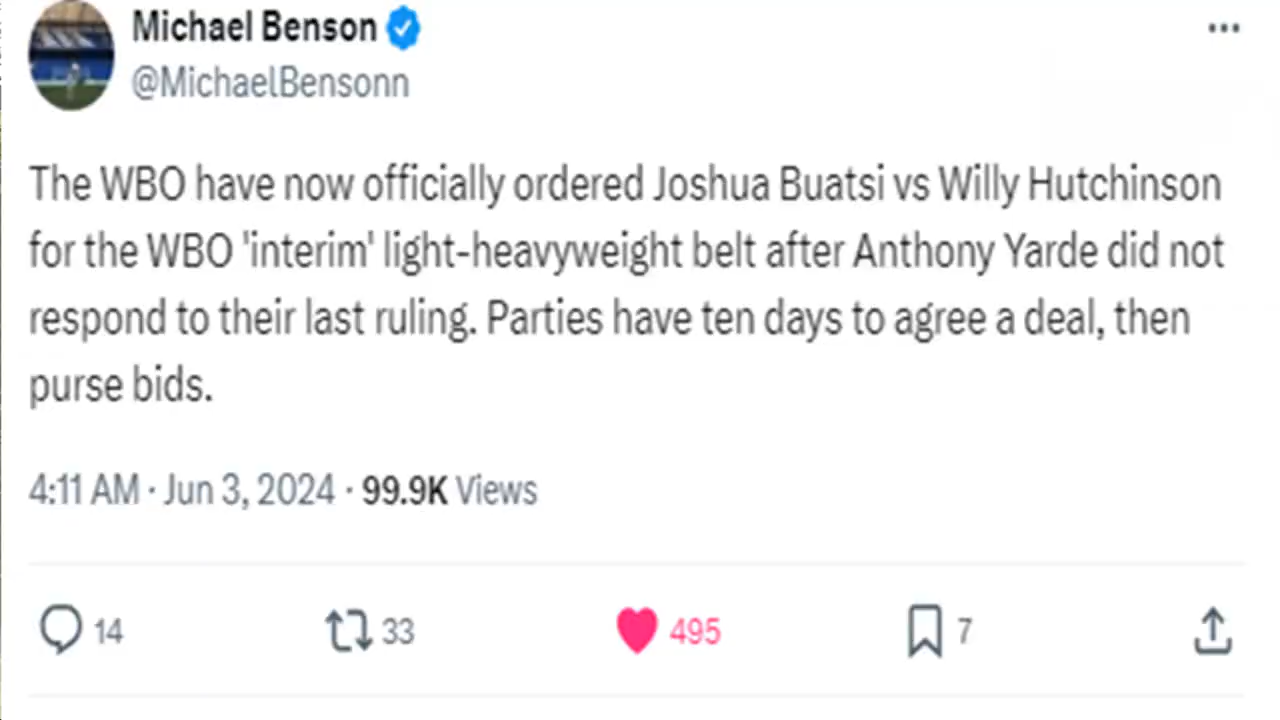 Michael Benson
@MichaelBensonn
The WBO have now officially ordered Joshua Buatsi vs Willy Hutchinson
for the WBO 'interim' light-heavyweight belt after Anthony Yarde did not
respond to their last ruling. Parties have ten days to agree a deal, then
purse bids.
4:11 AM · Jun 3, 2024 · 99.9K Views
14 33 495 7